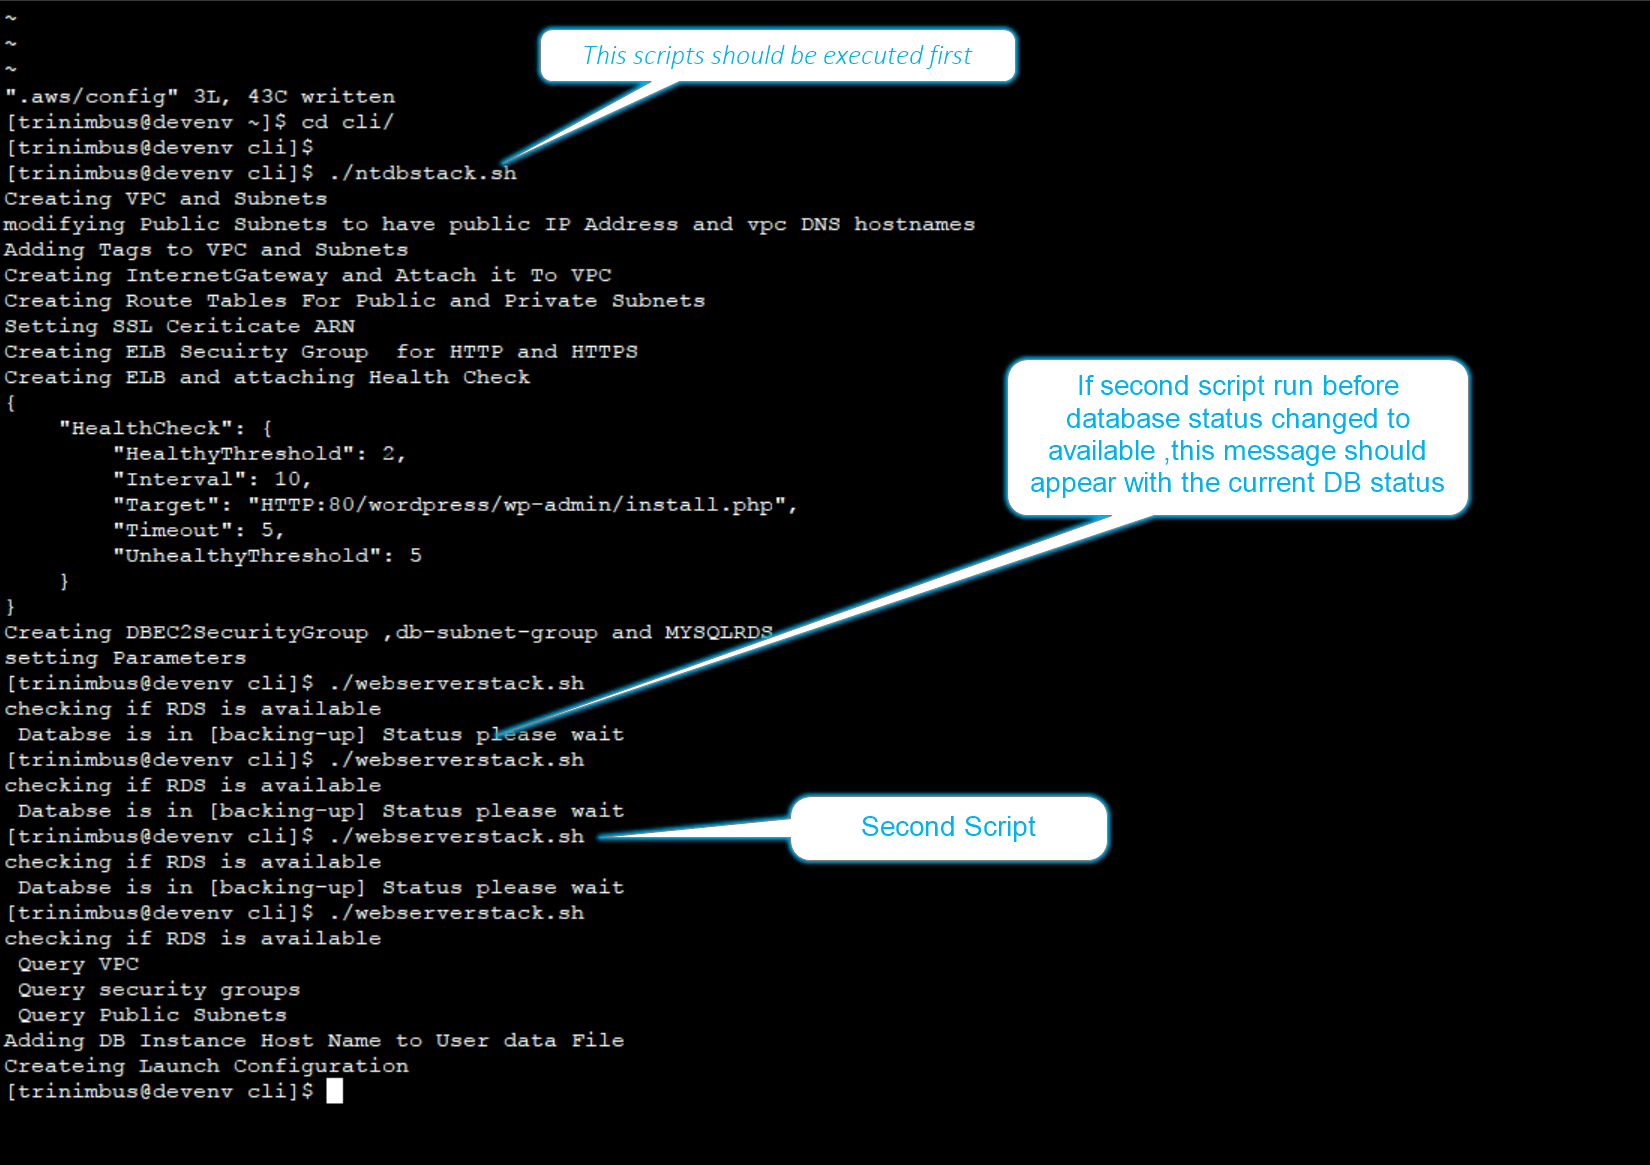 ~
~
~
This scripts should be executed first
".aws/config" 3L, 43C written
[trinimbus@devenv ~]$ cd cli/
[trinimbus@devenv cli]$
[trinimbus@devenv cli]$ ./ntdbstack.sh
Creating VPC and Subnets
modifying Public Subnets to have public IP Address and vpc DNS hostnames
Adding Tags to VPC and Subnets
Creating InternetGateway and Attach it To VPC
Creating Route Tables For Public and Private Subnets
Setting SSL Ceriticate ARN
Creating ELB Secuirty Group  for HTTP and HTTPS
Creating ELB and attaching Health Check
{
    "HealthCheck": {
        "HealthyThreshold": 2,
        "Interval": 10,
        "Target": "HTTP:80/wordpress/wp-admin/install.php",
        "Timeout": 5,
        "UnhealthyThreshold": 5
    }
}
If second script run before
database status changed to
available ,this message should
appear with the current DB status
Creating DBEC2SecurityGroup ,db-subnet-group and MYSQLRDS
setting Parameters
[trinimbus@devenv cli]$ ./webserverstack.sh
checking if RDS is available
 Databse is in [backing-up] Status please wait
[trinimbus@devenv cli]$ ./webserverstack.sh
checking if RDS is available
 Databse is in [backing-up] Status please wait
[trinimbus@devenv cli]$ ./webserverstack.sh
Second Script
checking if RDS is available
 Databse is in [backing-up] Status please wait
[trinimbus@devenv cli]$ ./webserverstack.sh
checking if RDS is available
 Query VPC
 Query security groups
 Query Public Subnets
Adding DB Instance Host Name to User data File
Createing Launch Configuration
[trinimbus@devenv cli]$